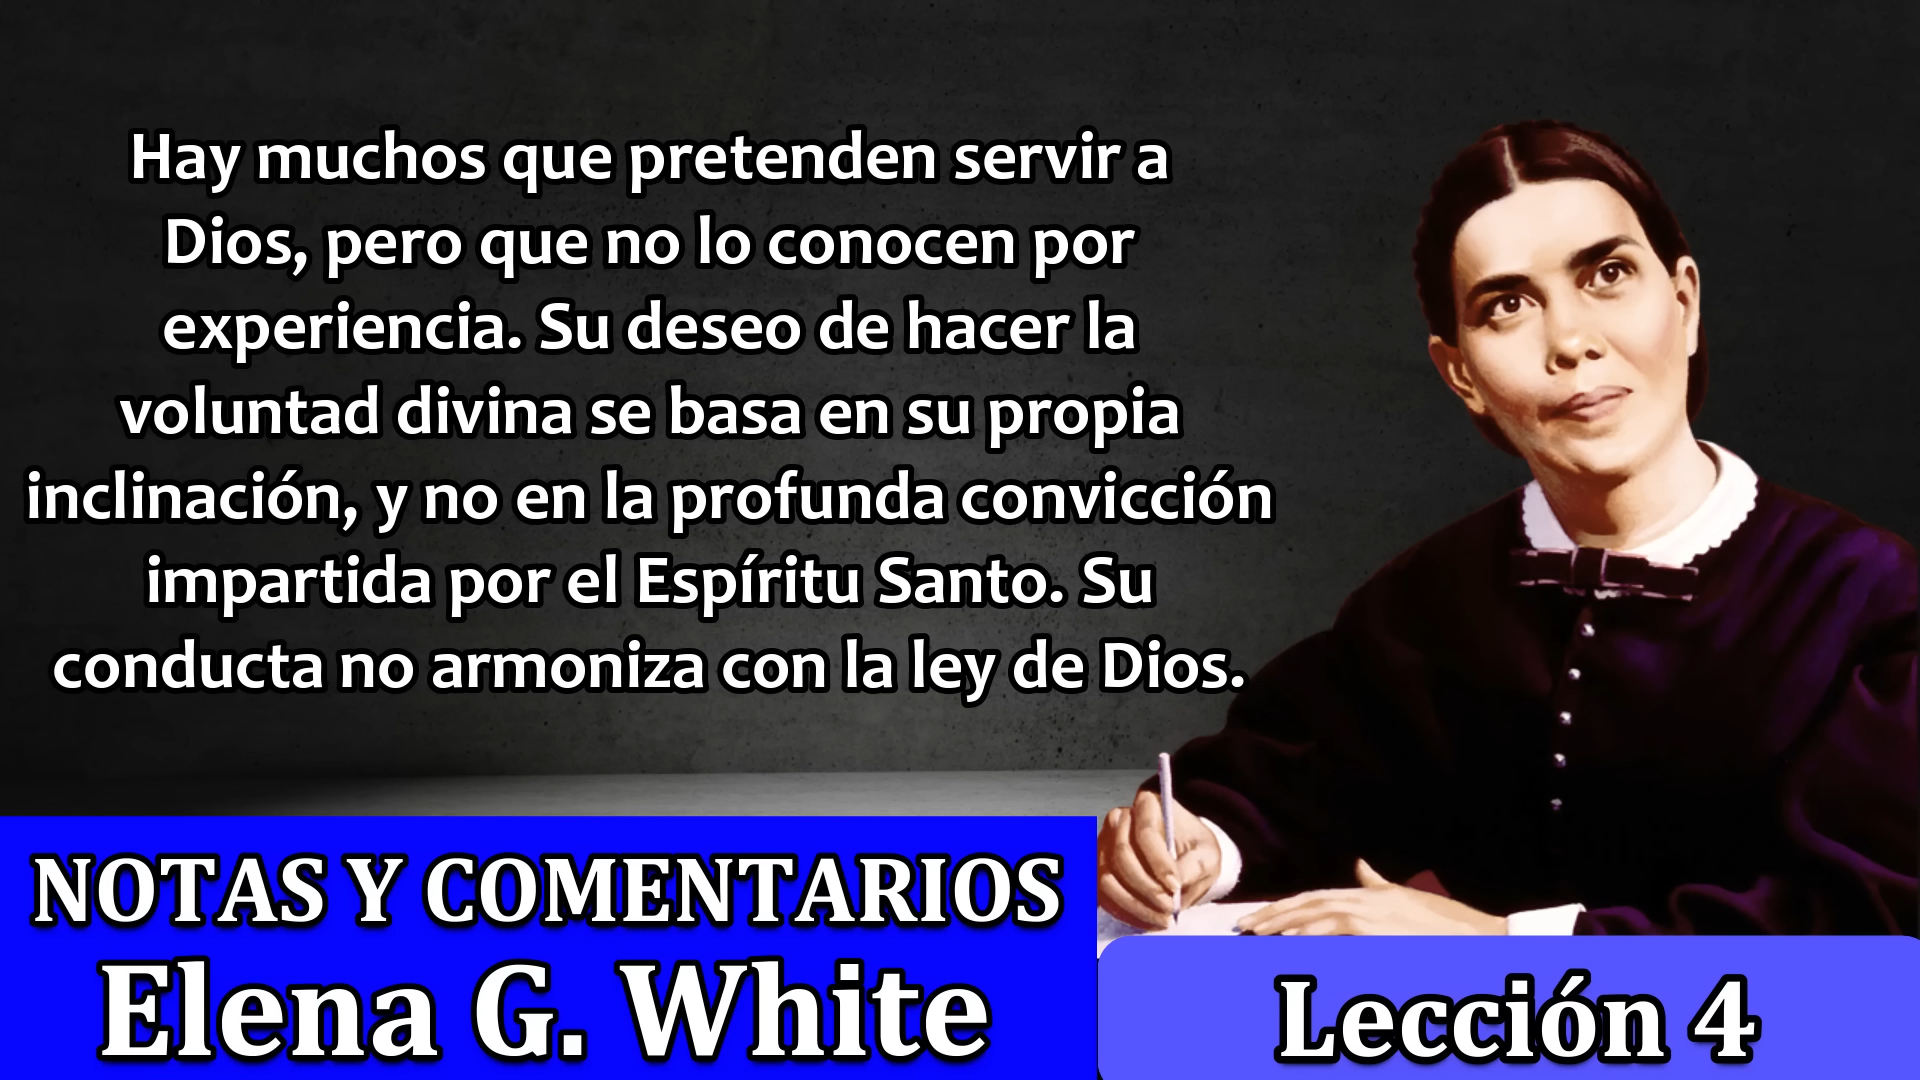 Hay muchos que pretenden servir a
Dios, pero que no lo conocen por
experiencia. Su deseo de hacer la
voluntad divina se basa en su propia
inclinación, y no en la profunda convicción
impartida por el Espíritu Santo. Su
conducta no armoniza con la ley de Dios.
NOTAS Y COMENTARIOS
Elena G. White
Lección 4